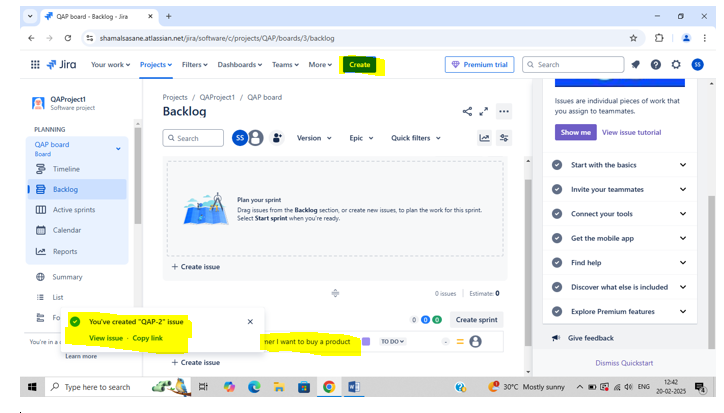 QAP board - Backlog - Jira
shamalsasane.atlassian.net/jira/software/c/projects/QAP/boards/3/backlog
Jira Your work Projects Filters Dashboards Teams More Create Premium trial Search SS
QAProject1
Software project
PLANNING
QAP board
Board
Timeline
Backlog
Active sprints
Calendar
Reports
Summary
List
Fo
You're in a
Learn more
Projects / QAProject1 / QAP board
Backlog
Search SS Version Epic Quick filters
Plan your sprint
Drag issues from the Backlog section, or create new issues, to plan the work for this sprint.
Select Start sprint when you're ready.
+ Create issue
0 issues Estimate: 0
0 0 0 Create sprint
ner I want to buy a product TO DO -
+ Create issue
You've created "QAP-2" issue
View issue · Copy link
Issues are individual pieces of work that
you assign to teammates.
Show me View issue tutorial
Start with the basics
Invite your teammates
Connect your tools
Get the mobile app
Find help
Discover what else is included
Explore Premium features
Give feedback
Dismiss Quickstart
Type here to search
30°C Mostly sunny ENG
12:42
20-02-2025
4